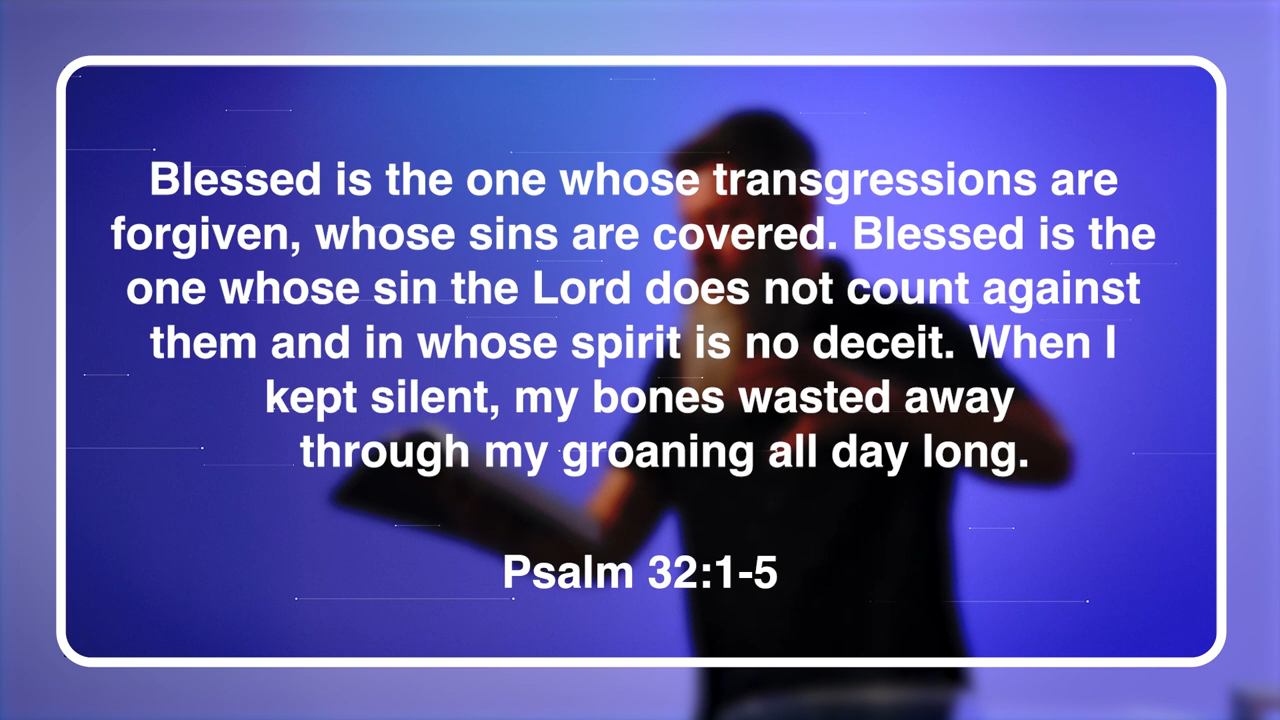 Blessed is the one whose transgressions are
forgiven, whose sins are covered. Blessed is the
one whose sin the Lord does not count against
them and in whose spirit is no deceit. When I
kept silent, my bones wasted away
through my groaning all day long.
Psalm 32:1-5